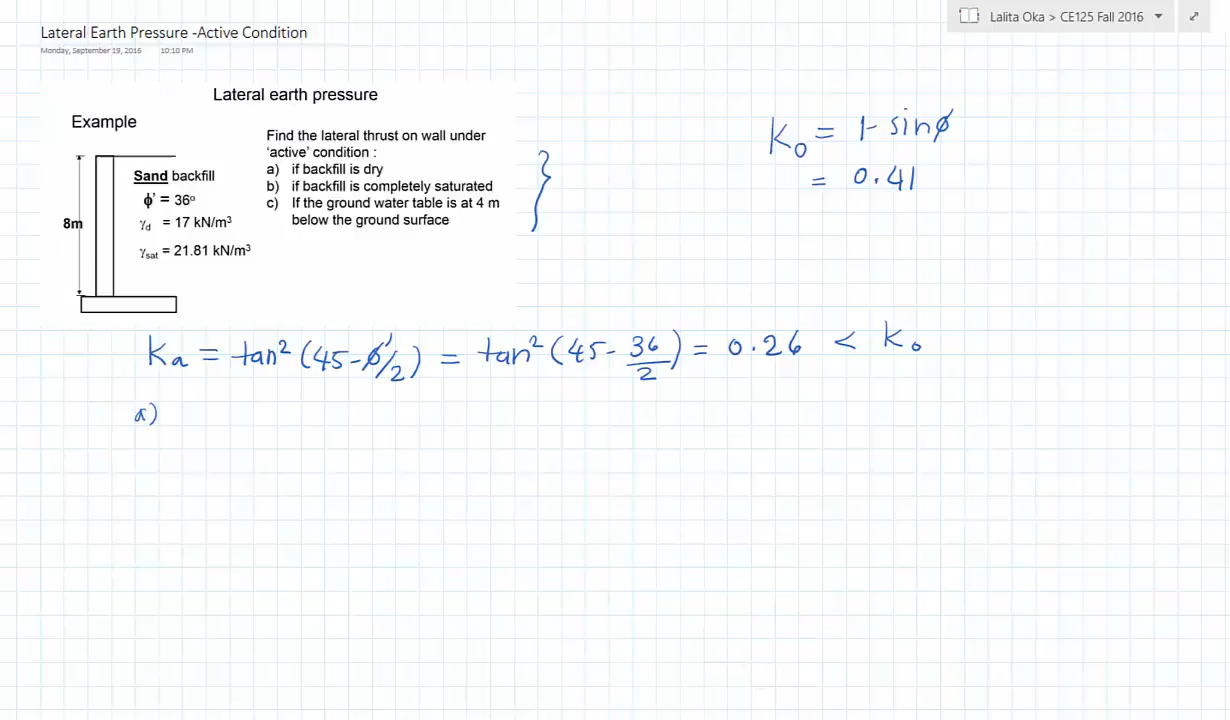 Lateral Earth Pressure -Active Condition
Monday, September 19, 2016 10:10 PM
Lalita Oka > CE125 Fall 2016
Lateral earth pressure
Example
Find the lateral thrust on wall under
'active' condition :
a) if backfill is dry
b) if backfill is completely saturated
c) If the ground water table is at 4 m
below the ground surface
Sand backfill
ϕ' = 36°
γd = 17 kN/m³
γsat = 21.81 kN/m³
8m
K₀ = 1- sinϕ
= 0.41
Ka = tan² (45-ϕ'/2) = tan² (45- 36/2) = 0.26 < K₀
a)